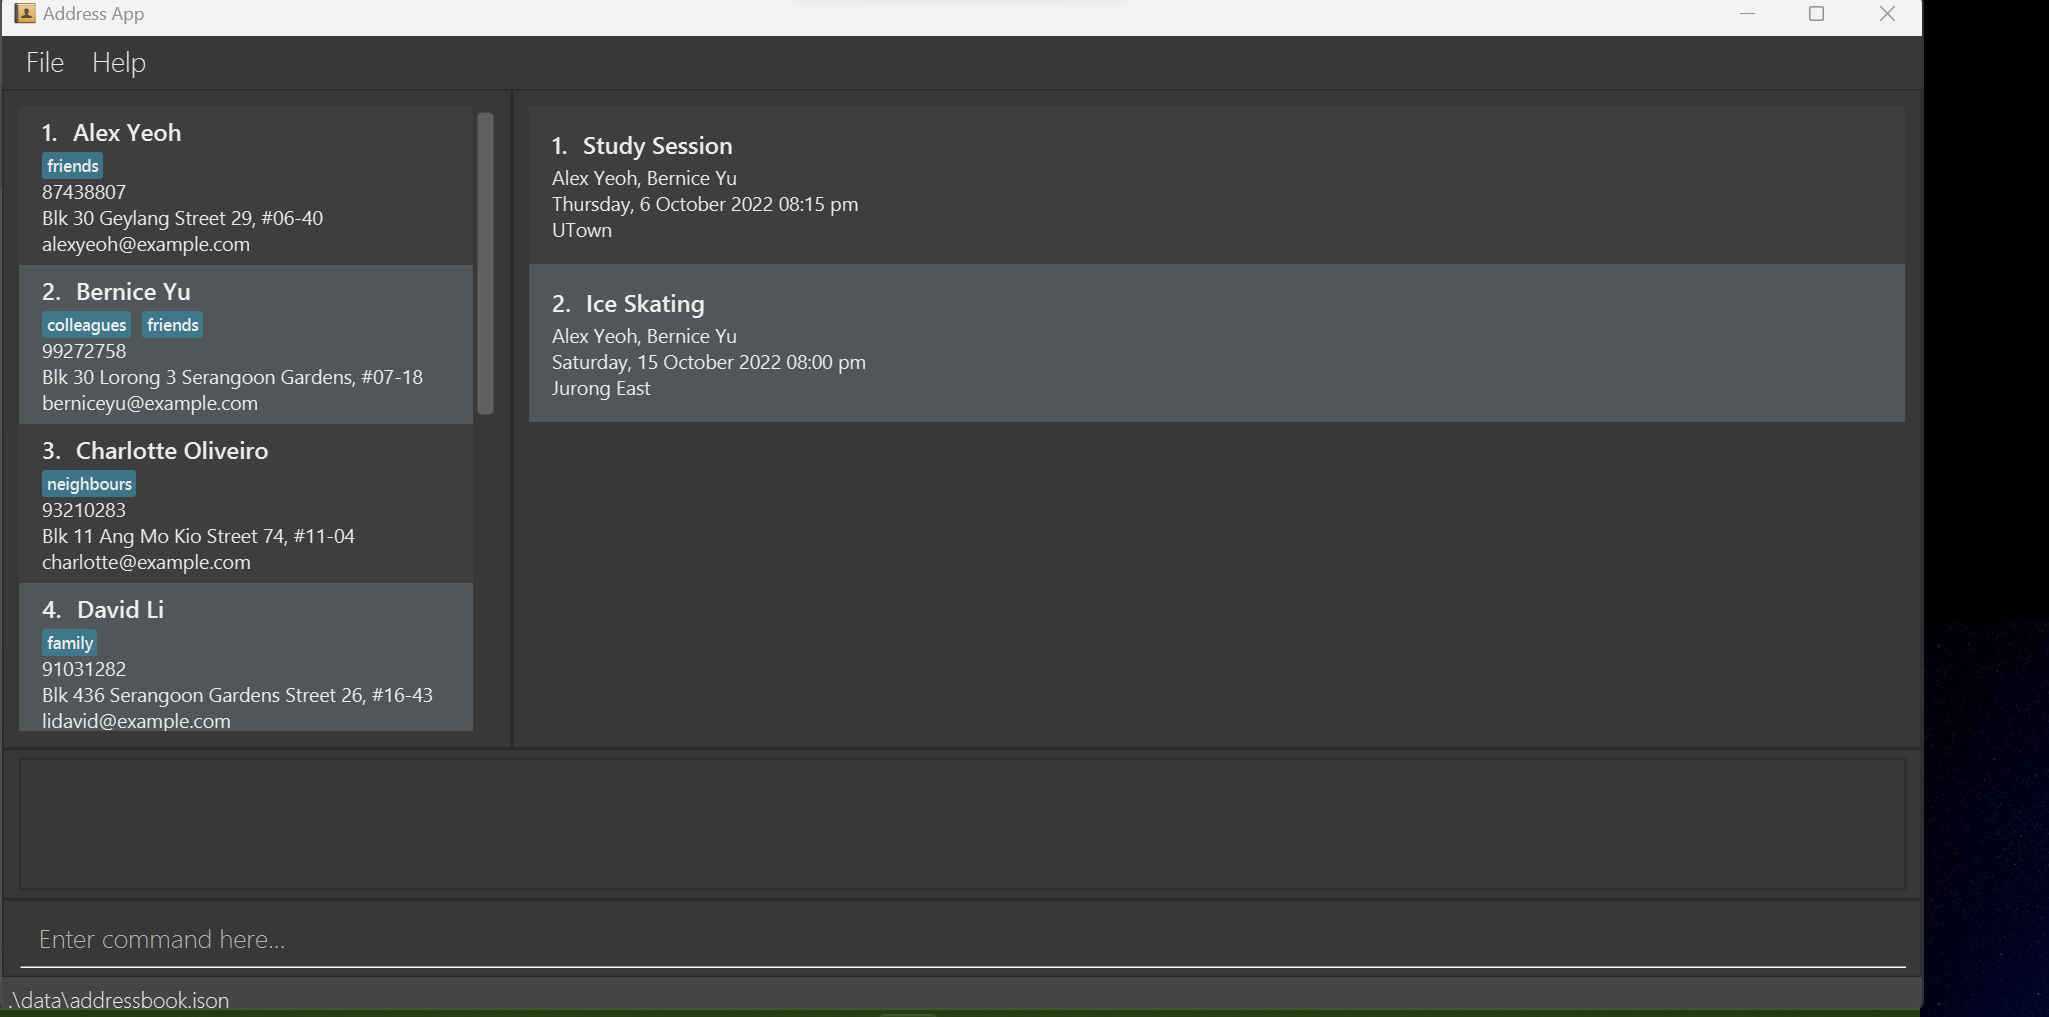 Address App
File Help
1. Alex Yeoh
friends
87438807
Blk 30 Geylang Street 29, #06-40
alexyeoh@example.com
2. Bernice Yu
colleagues friends
99272758
Blk 30 Lorong 3 Serangoon Gardens, #07-18
berniceyu@example.com
3. Charlotte Oliveiro
neighbours
93210283
Blk 11 Ang Mo Kio Street 74, #11-04
charlotte@example.com
4. David Li
family
91031282
Blk 436 Serangoon Gardens Street 26, #16-43
lidavid@example.com
1. Study Session
Alex Yeoh, Bernice Yu
Thursday, 6 October 2022 08:15 pm
UTown
2. Ice Skating
Alex Yeoh, Bernice Yu
Saturday, 15 October 2022 08:00 pm
Jurong East
Enter command here...
.\data\addressbook.json